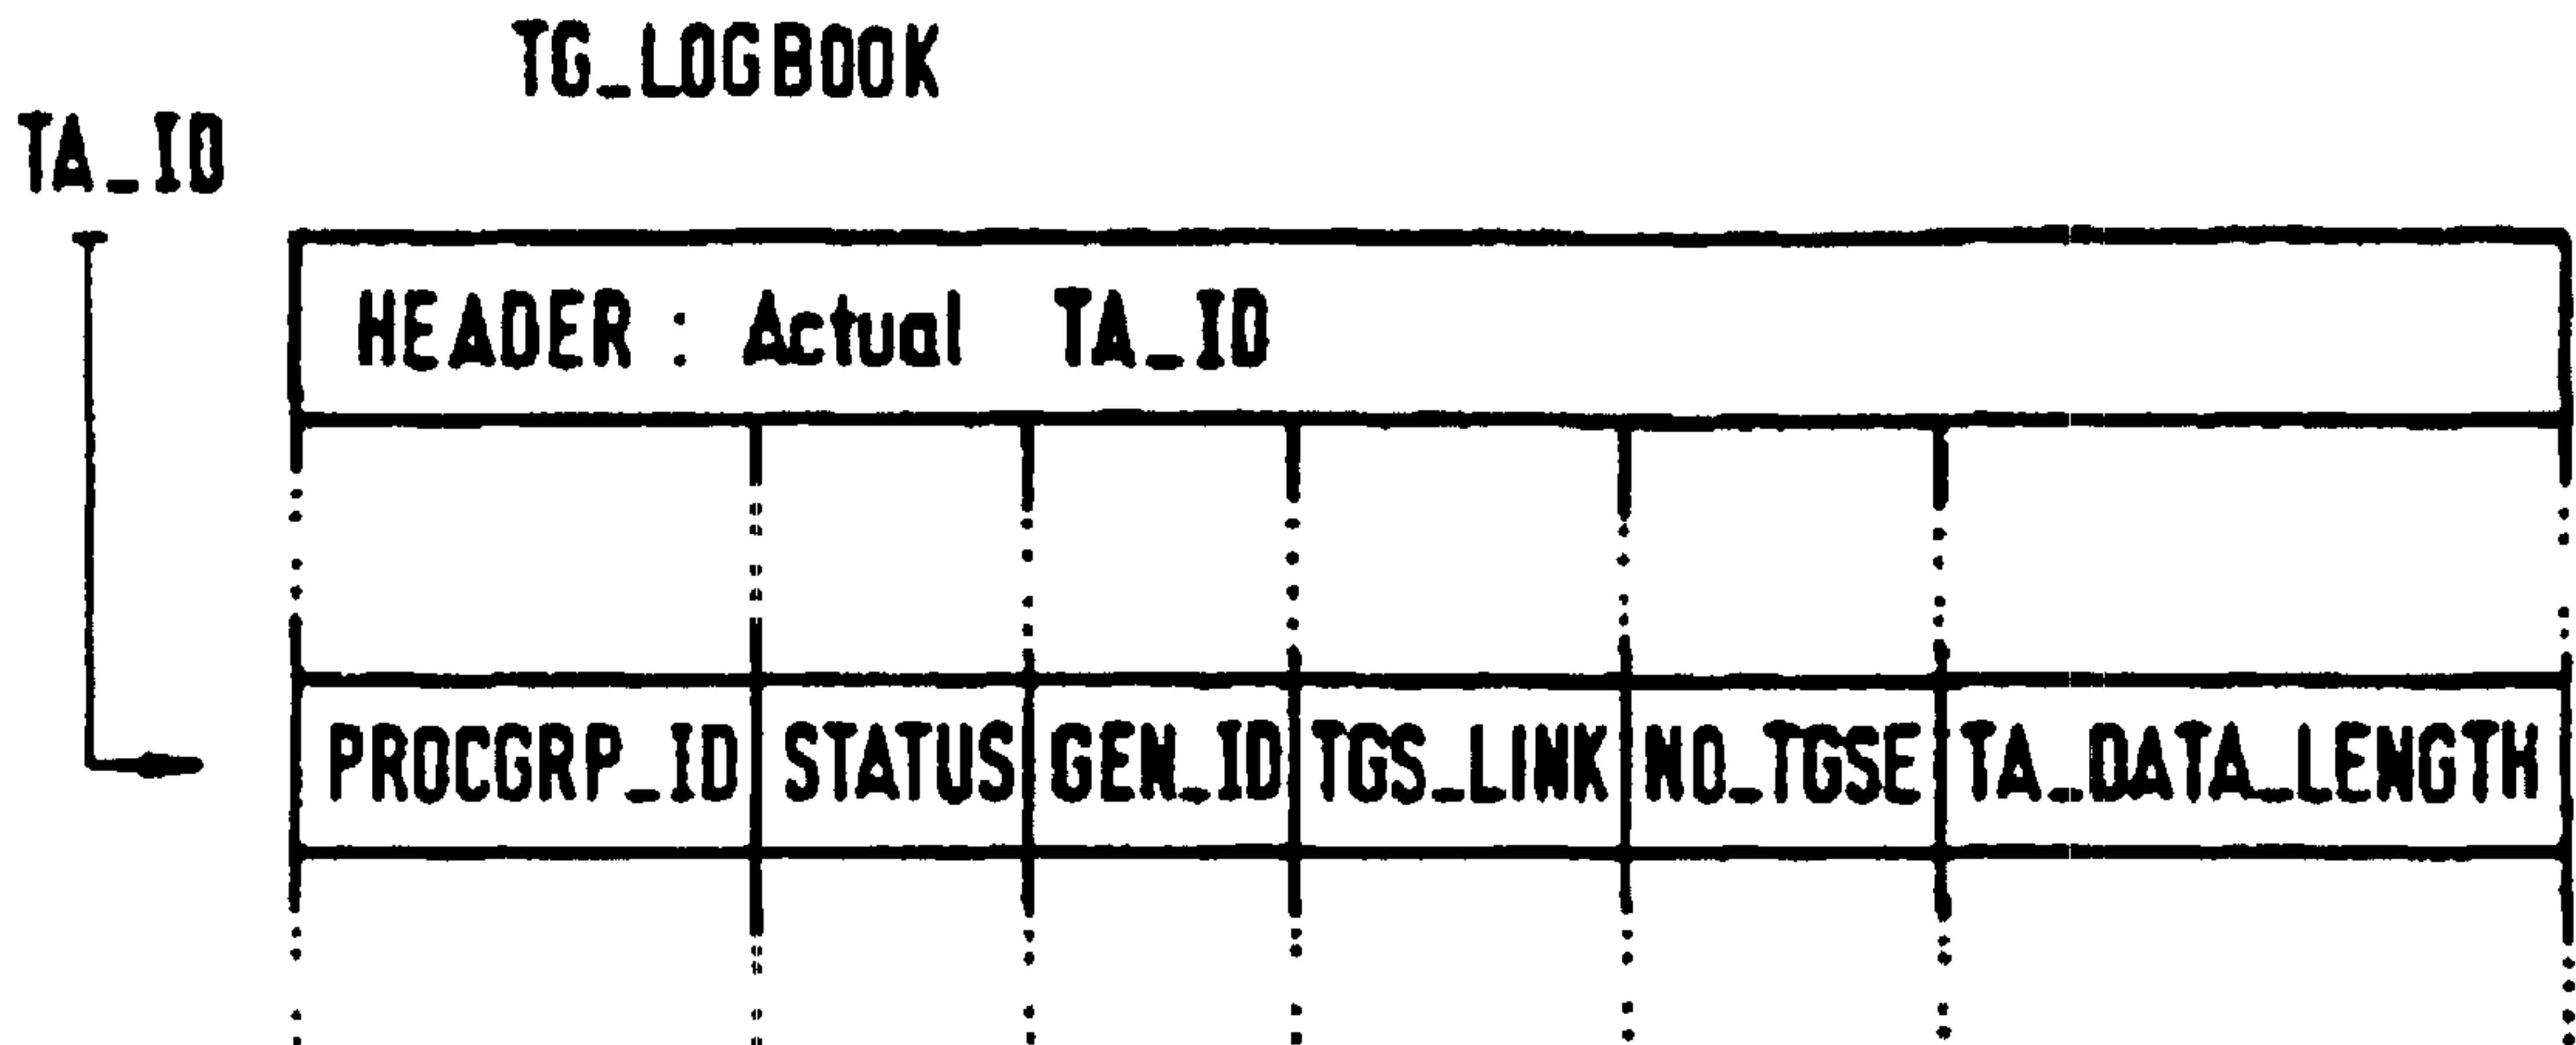 TG_LOGBOOK
TA_ID
HEADER : Actual TA_ID
PROCGRP_ID STATUS GEN_ID TGS_LINK NO_TGSE TA_DATA_LENGTH